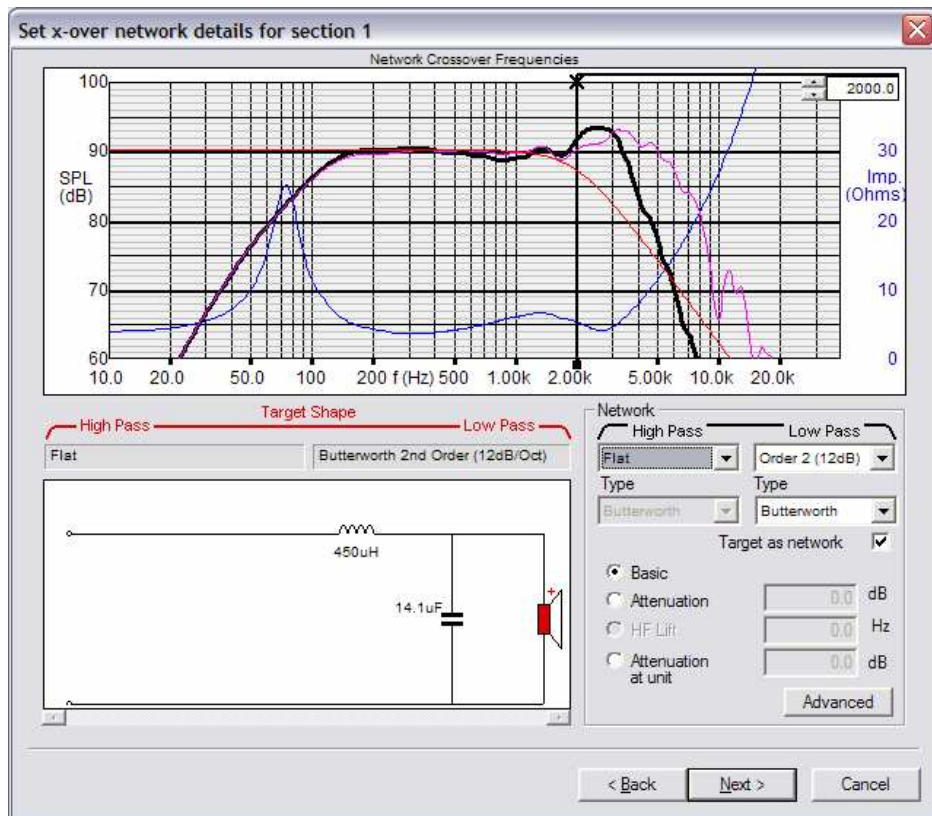 Set x-over network details for section 1
Network Crossover Frequencies
100
2000.0
90
30
SPL
(dB)
Imp.
(Ohms)
80
20
70
10
60
0
10.0 20.0 50.0 100 200 f (Hz) 500 1.00k 2.00k 5.00k 10.0k 20.0k
Target Shape
High Pass Low Pass
Flat Butterworth 2nd Order (12dB/Oct)
450uH
14.1uF
+
Network
High Pass Low Pass
Flat Order 2 (12dB)
Type Type
Butterworth Butterworth
Target as network
Basic
Attenuation 0.0 dB
HF Lift 0.0 Hz
Attenuation
at unit 0.0 dB
Advanced
< Back Next > Cancel